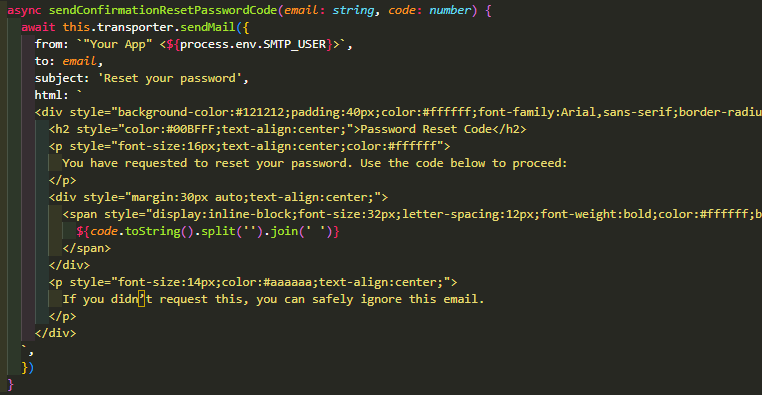 async sendConfirmationResetPasswordCode(email: string, code: number) {
await this.transporter.sendMail({
from: `"Your App" <${process.env.SMTP_USER}>`,
to: email,
subject: 'Reset your password',
html: `
<div style="background-color:#121212;padding:40px;color:#ffffff;font-family:Arial,sans-serif;border-radiu
<h2 style="color:#00BFFF;text-align:center;">Password Reset Code</h2>
<p style="font-size:16px;text-align:center;color:#ffffff">
You have requested to reset your password. Use the code below to proceed:
</p>
<div style="margin:30px auto;text-align:center;">
<span style="display:inline-block;font-size:32px;letter-spacing:12px;font-weight:bold;color:#ffffff;b
${code.toString().split('').join(' ')}
</span>
</div>
<p style="font-size:14px;color:#aaaaaa;text-align:center;">
If you didn’t request this, you can safely ignore this email.
</p>
</div>
`,
})
}